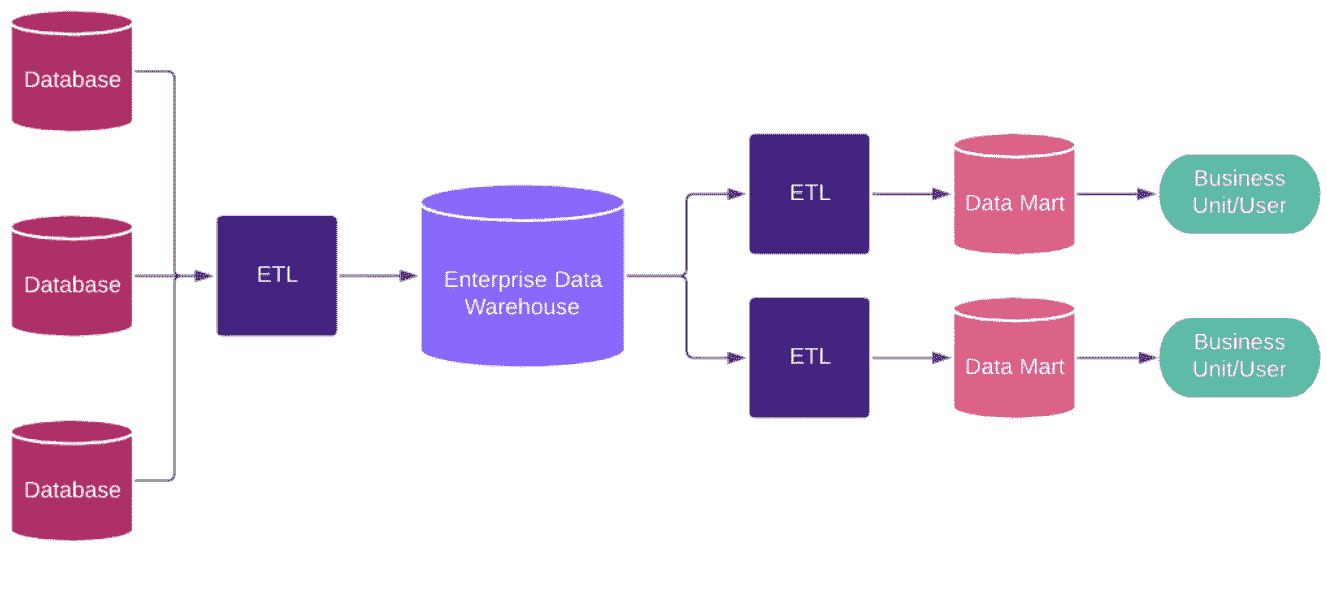 Database
Database
Database
ETL
Enterprise Data
Warehouse
ETL
Data Mart
Business
Unit/User
ETL
Data Mart
Business
Unit/User